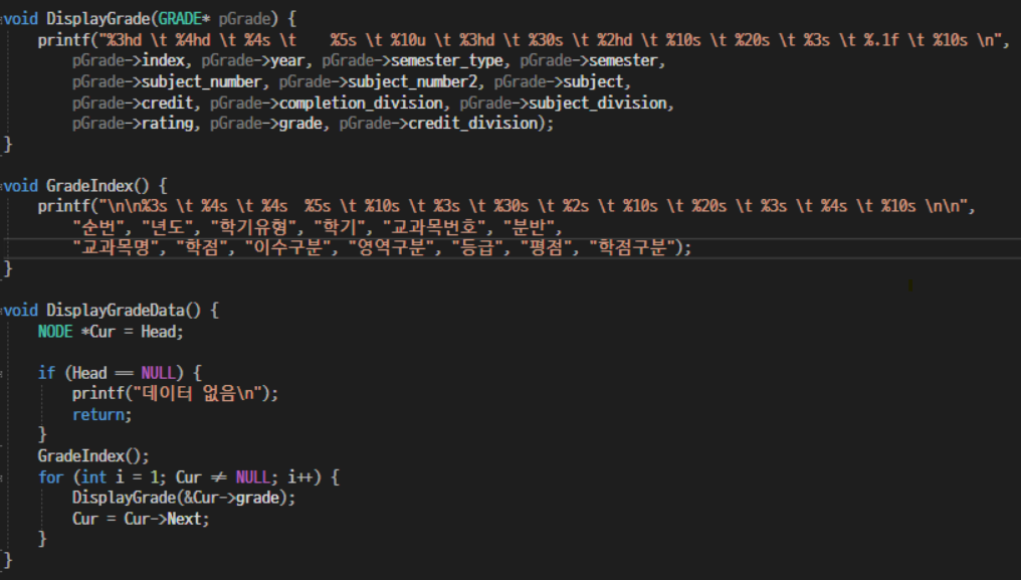 void DisplayGrade(GRADE* pGrade) {
    printf("%3hd \t %4hd \t %4s \t    %5s \t %10u \t %3hd \t %30s \t %2hd \t %10s \t %20s \t %3s \t %.1f \t %10s \n",
        pGrade->index, pGrade->year, pGrade->semester_type, pGrade->semester,
        pGrade->subject_number, pGrade->subject_number2, pGrade->subject,
        pGrade->credit, pGrade->completion_division, pGrade->subject_division,
        pGrade->rating, pGrade->grade, pGrade->credit_division);
}
void GradeIndex() {
    printf("\n\n%3s \t %4s \t %4s  %5s \t %10s \t %3s \t %30s \t %2s \t %10s \t %20s \t %3s \t %4s \t %10s \n\n",
        "순번", "년도", "학기유형", "학기", "교과목번호", "분반",
        "교과목명", "학점", "이수구분", "영역구분", "등급", "평점", "학점구분");
}
void DisplayGradeData() {
    NODE *Cur = Head;
    if (Head == NULL) {
        printf("데이터 없음\n");
        return;
    }
    GradeIndex();
    for (int i = 1; Cur ≠ NULL; i++) {
        DisplayGrade(&Cur->grade);
        Cur = Cur->Next;
    }
}